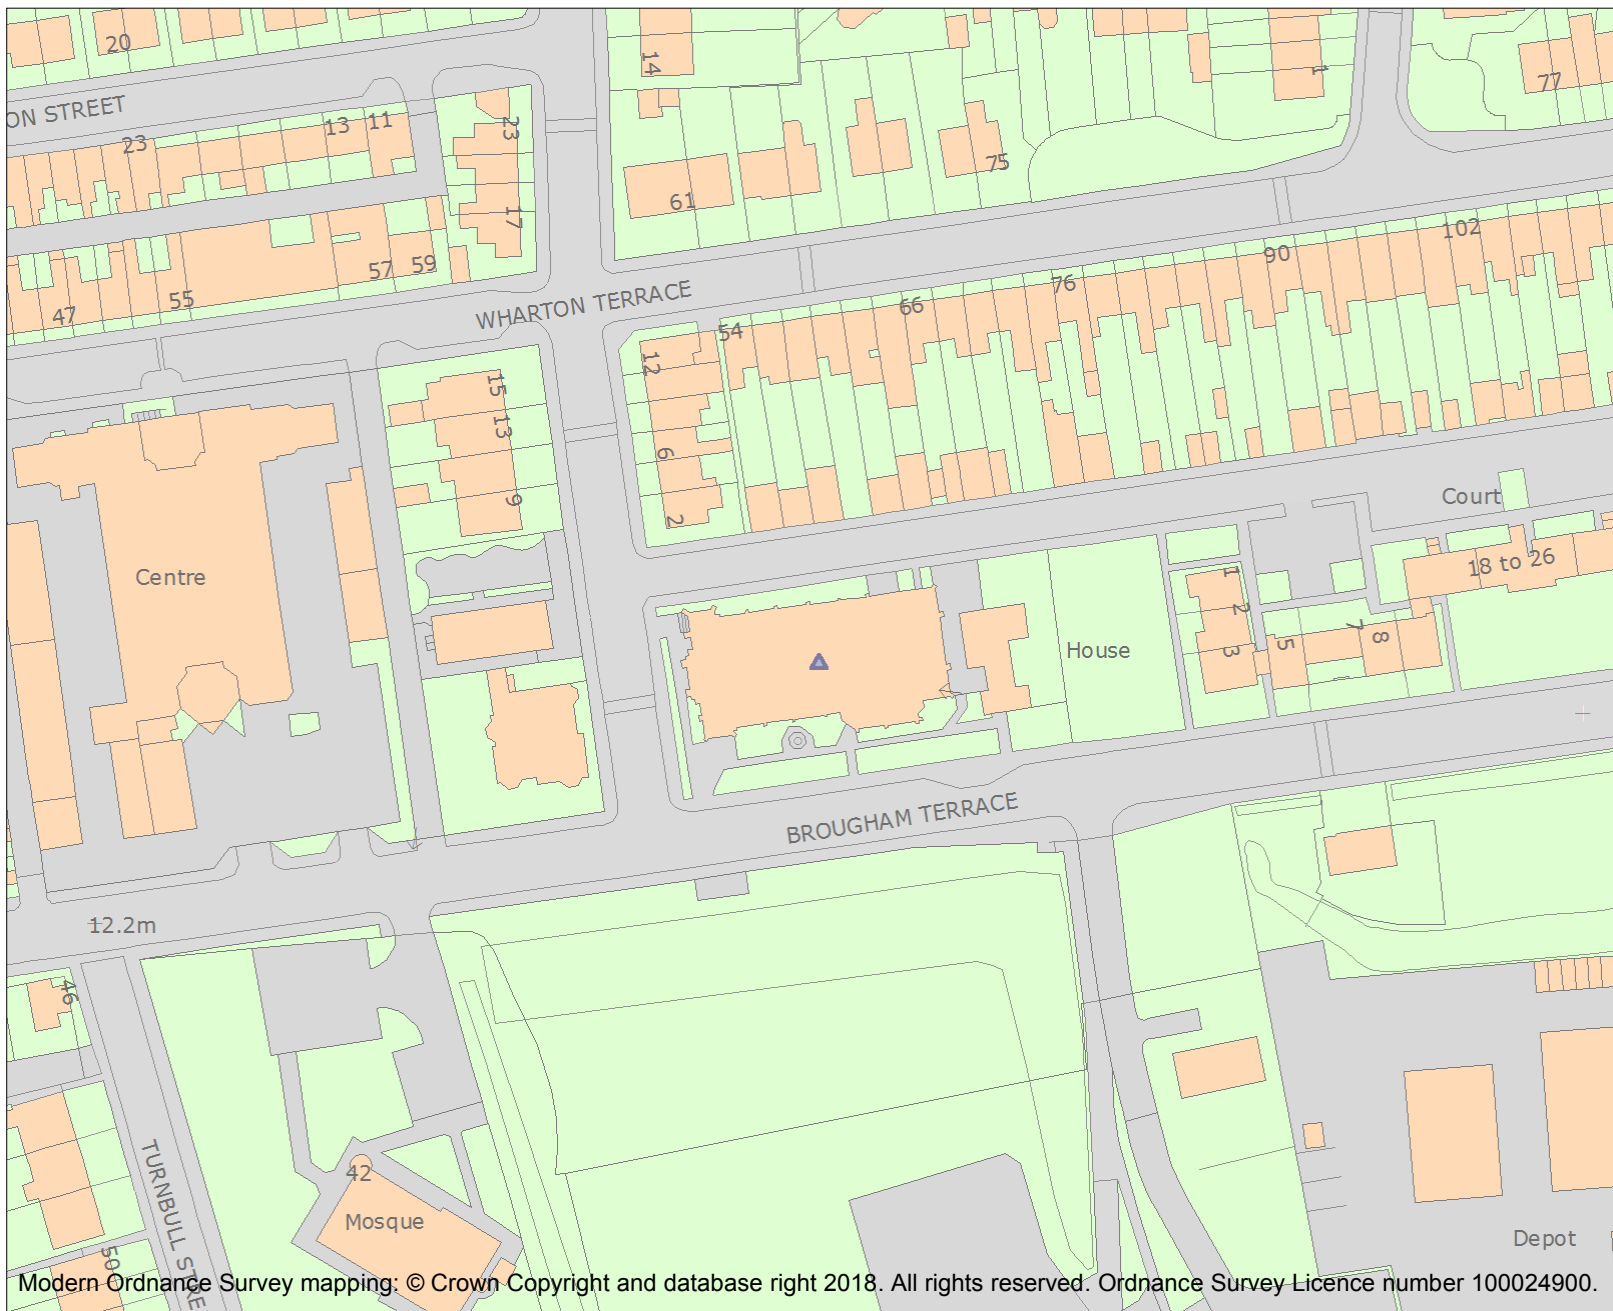 20
14
1
77
ON STREET
23
13
11
23
75
61
17
102
90
57
59
55
47
WHARTON TERRACE
76
66
54
12
15
13
6
9
2
Court
18 to 26
Centre
1
2
3
5
7
8
House
BROUGHAM TERRACE
12.2m
46
42
Mosque
TURNBULL STRE
50
Depot
Modern Ordnance Survey mapping: © Crown Copyright and database right 2018. All rights reserved. Ordnance Survey Licence number 100024900.